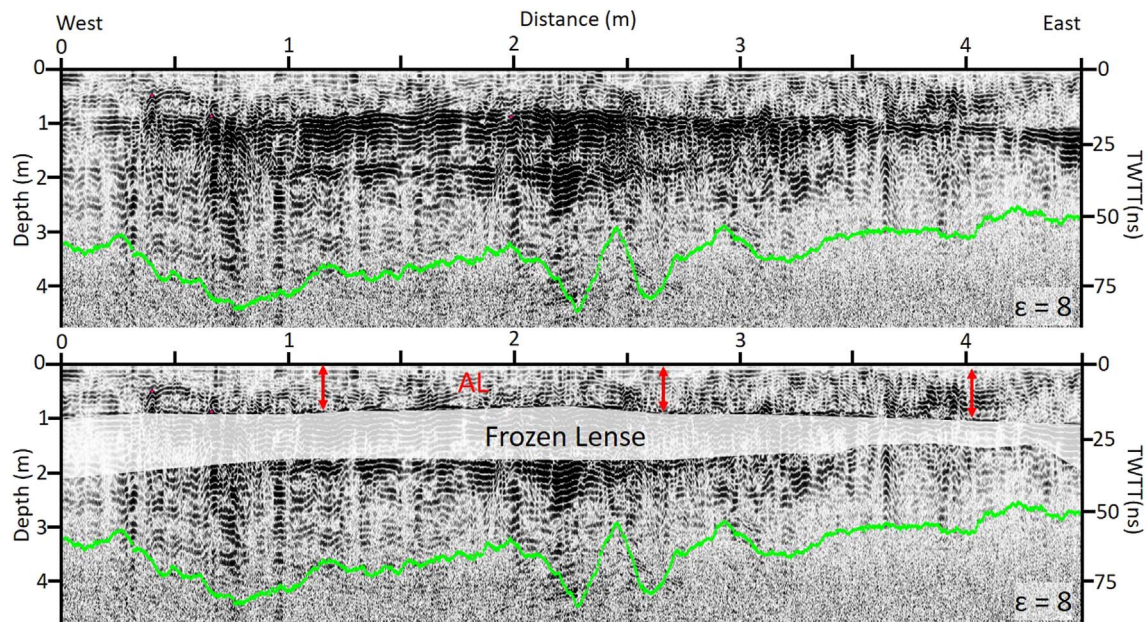 West Distance (m) East
0 1 2 3 4
0 0
1
25
2
Depth (m) TWTT(ns)
3 50
4 75
ε = 8
0 1 2 3 4
0 0
AL
1
Frozen Lense 25
2
Depth (m) TWTT(ns)
3 50
4 75
ε = 8